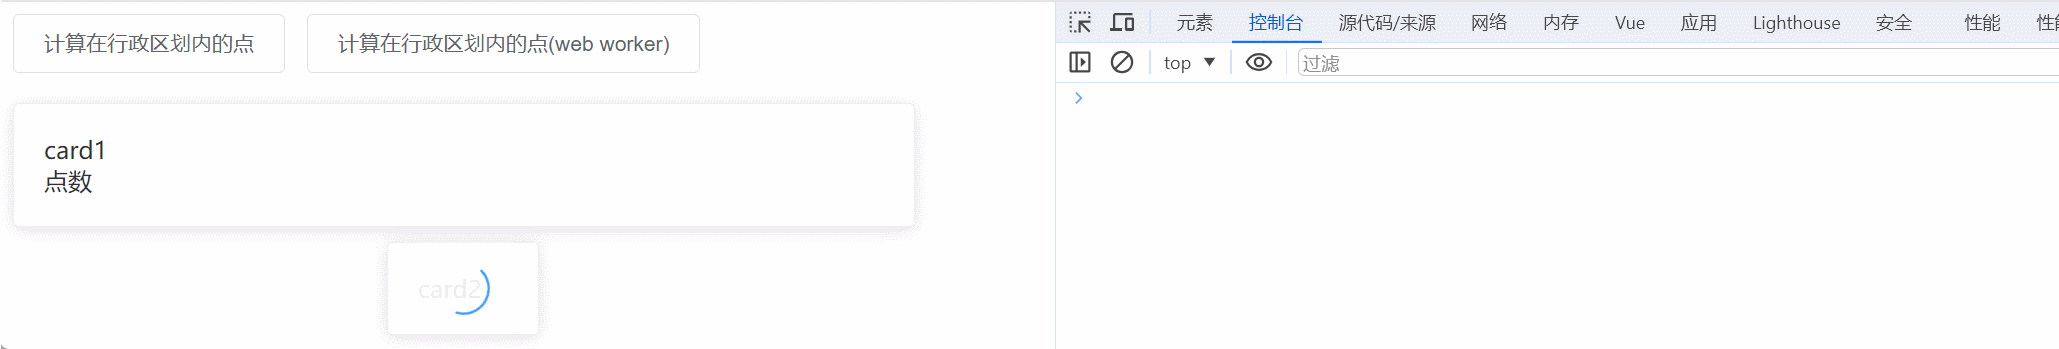 计算在行政区划内的点
计算在行政区划内的点(web worker)
card1
点数
card2
元素 控制台 源代码/来源 网络 内存 Vue 应用 Lighthouse 安全 性能
top
过滤